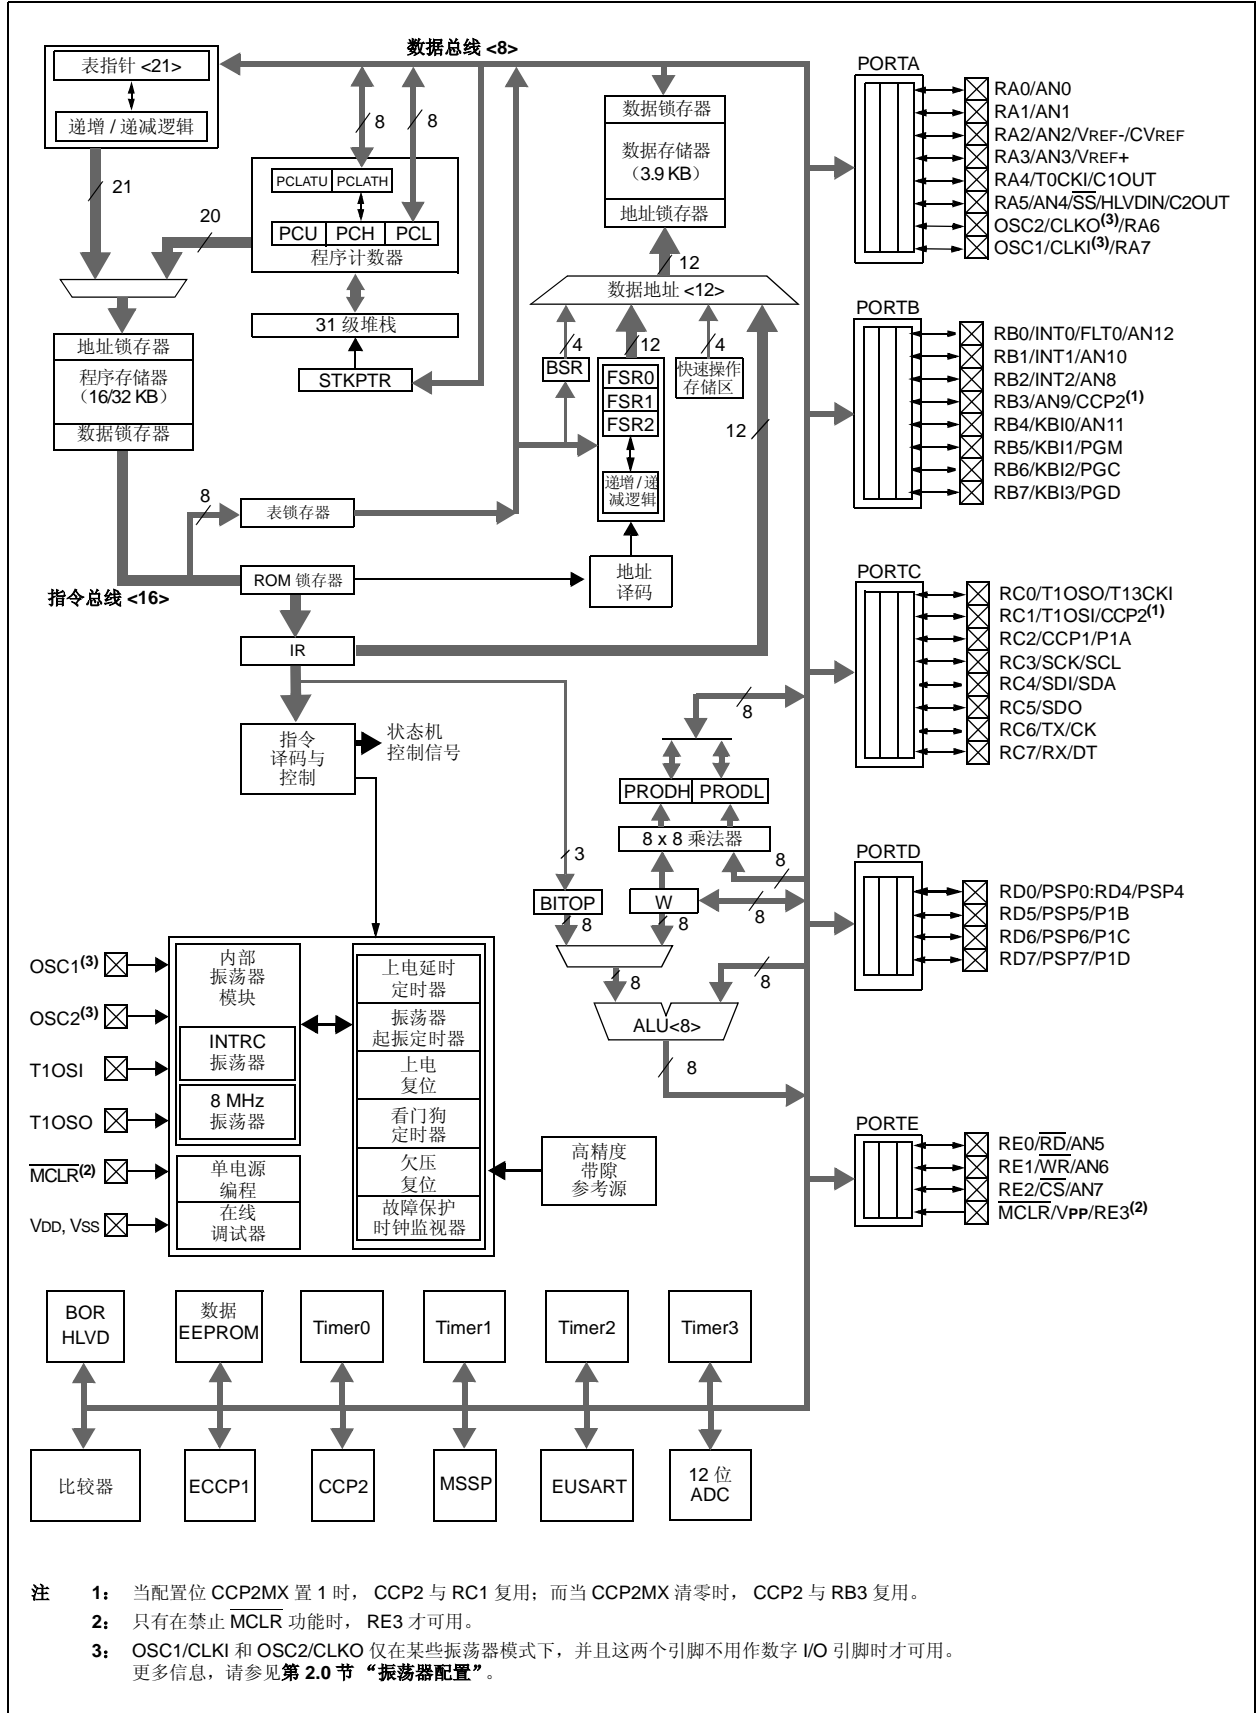 数据总线 <8>
表指针 <21>
递增 / 递减逻辑
21
20
8
8
PCLATU PCLATH
PCU PCH PCL
程序计数器
31 级堆栈
STKPTR
数据锁存器
数据存储器
（3.9 KB）
地址锁存器
12
数据地址 <12>
4
12
4
BSR
FSR0
FSR1
FSR2
快速操作
存储区
12
递增 / 递
减逻辑
地址锁存器
程序存储器
（16/32 KB）
数据锁存器
8
表锁存器
ROM 锁存器
地址
译码
指令总线 <16>
IR
指令
译码与
控制
状态机
控制信号
8
PRODH PRODL
8 x 8 乘法器
3
8
BITOP
W
8
8
8
8
8
ALU<8>
8
OSC1(3)
OSC2(3)
T1OSI
T1OSO
MCLR(2)
VDD, VSS
内部
振荡器
模块
INTRC
振荡器
8 MHz
振荡器
单电源
编程
在线
调试器
上电延时
定时器
振荡器
起振定时器
上电
复位
看门狗
定时器
欠压
复位
故障保护
时钟监视器
高精度
带隙
参考源
PORTA
RA0/AN0
RA1/AN1
RA2/AN2/VREF-/CVREF
RA3/AN3/VREF+
RA4/T0CKI/C1OUT
RA5/AN4/SS/HLVDIN/C2OUT
OSC2/CLKO(3)/RA6
OSC1/CLKI(3)/RA7
PORTB
RB0/INT0/FLT0/AN12
RB1/INT1/AN10
RB2/INT2/AN8
RB3/AN9/CCP2(1)
RB4/KBI0/AN11
RB5/KBI1/PGM
RB6/KBI2/PGC
RB7/KBI3/PGD
PORTC
RC0/T1OSO/T13CKI
RC1/T1OSI/CCP2(1)
RC2/CCP1/P1A
RC3/SCK/SCL
RC4/SDI/SDA
RC5/SDO
RC6/TX/CK
RC7/RX/DT
PORTD
RD0/PSP0:RD4/PSP4
RD5/PSP5/P1B
RD6/PSP6/P1C
RD7/PSP7/P1D
PORTE
RE0/RD/AN5
RE1/WR/AN6
RE2/CS/AN7
MCLR/VPP/RE3(2)
BOR
HLVD
数据
EEPROM
Timer0
Timer1
Timer2
Timer3
比较器
ECCP1
CCP2
MSSP
EUSART
12 位
ADC
注 1： 当配置位 CCP2MX 置 1 时， CCP2 与 RC1 复用；而当 CCP2MX 清零时， CCP2 与 RB3 复用。
2： 只有在禁止 MCLR 功能时， RE3 才可用。
3： OSC1/CLKI 和 OSC2/CLKO 仅在某些振荡器模式下，并且这两个引脚不用作数字 I/O 引脚时才可用。
更多信息，请参见第 2.0 节 “振荡器配置”。